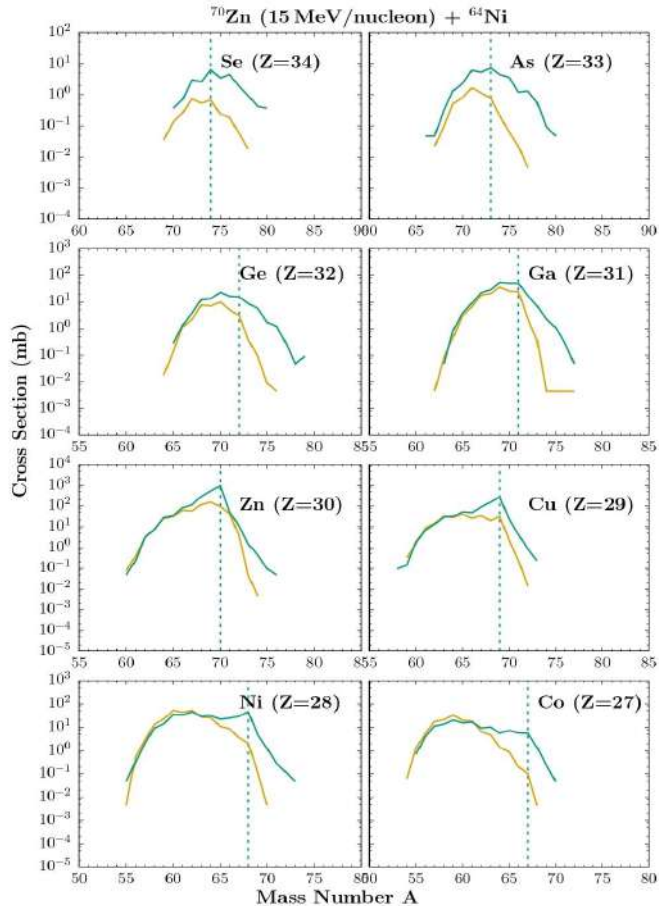 ⁷⁰Zn (15 MeV/nucleon) + ⁶⁴Ni
Cross Section (mb)
10² 10¹ 10⁰ 10⁻¹ 10⁻² 10⁻³ 10⁻⁴
Se (Z=34)
As (Z=33)
60 65 70 75 80 85 90 65 70 75 80 85 90
10³ 10² 10¹ 10⁰ 10⁻¹ 10⁻² 10⁻³ 10⁻⁴
Ge (Z=32)
Ga (Z=31)
55 60 65 70 75 80 85 55 60 65 70 75 80 85
10⁴ 10³ 10² 10¹ 10⁰ 10⁻¹ 10⁻² 10⁻³ 10⁻⁴
Zn (Z=30)
Cu (Z=29)
50 55 60 65 70 75 80 85 55 60 65 70 75 80 85
10³ 10² 10¹ 10⁰ 10⁻¹ 10⁻² 10⁻³ 10⁻⁴ 10⁻⁵
Ni (Z=28)
Co (Z=27)
50 55 60 65 70 75 80 50 55 60 65 70 75 80
Mass Number A